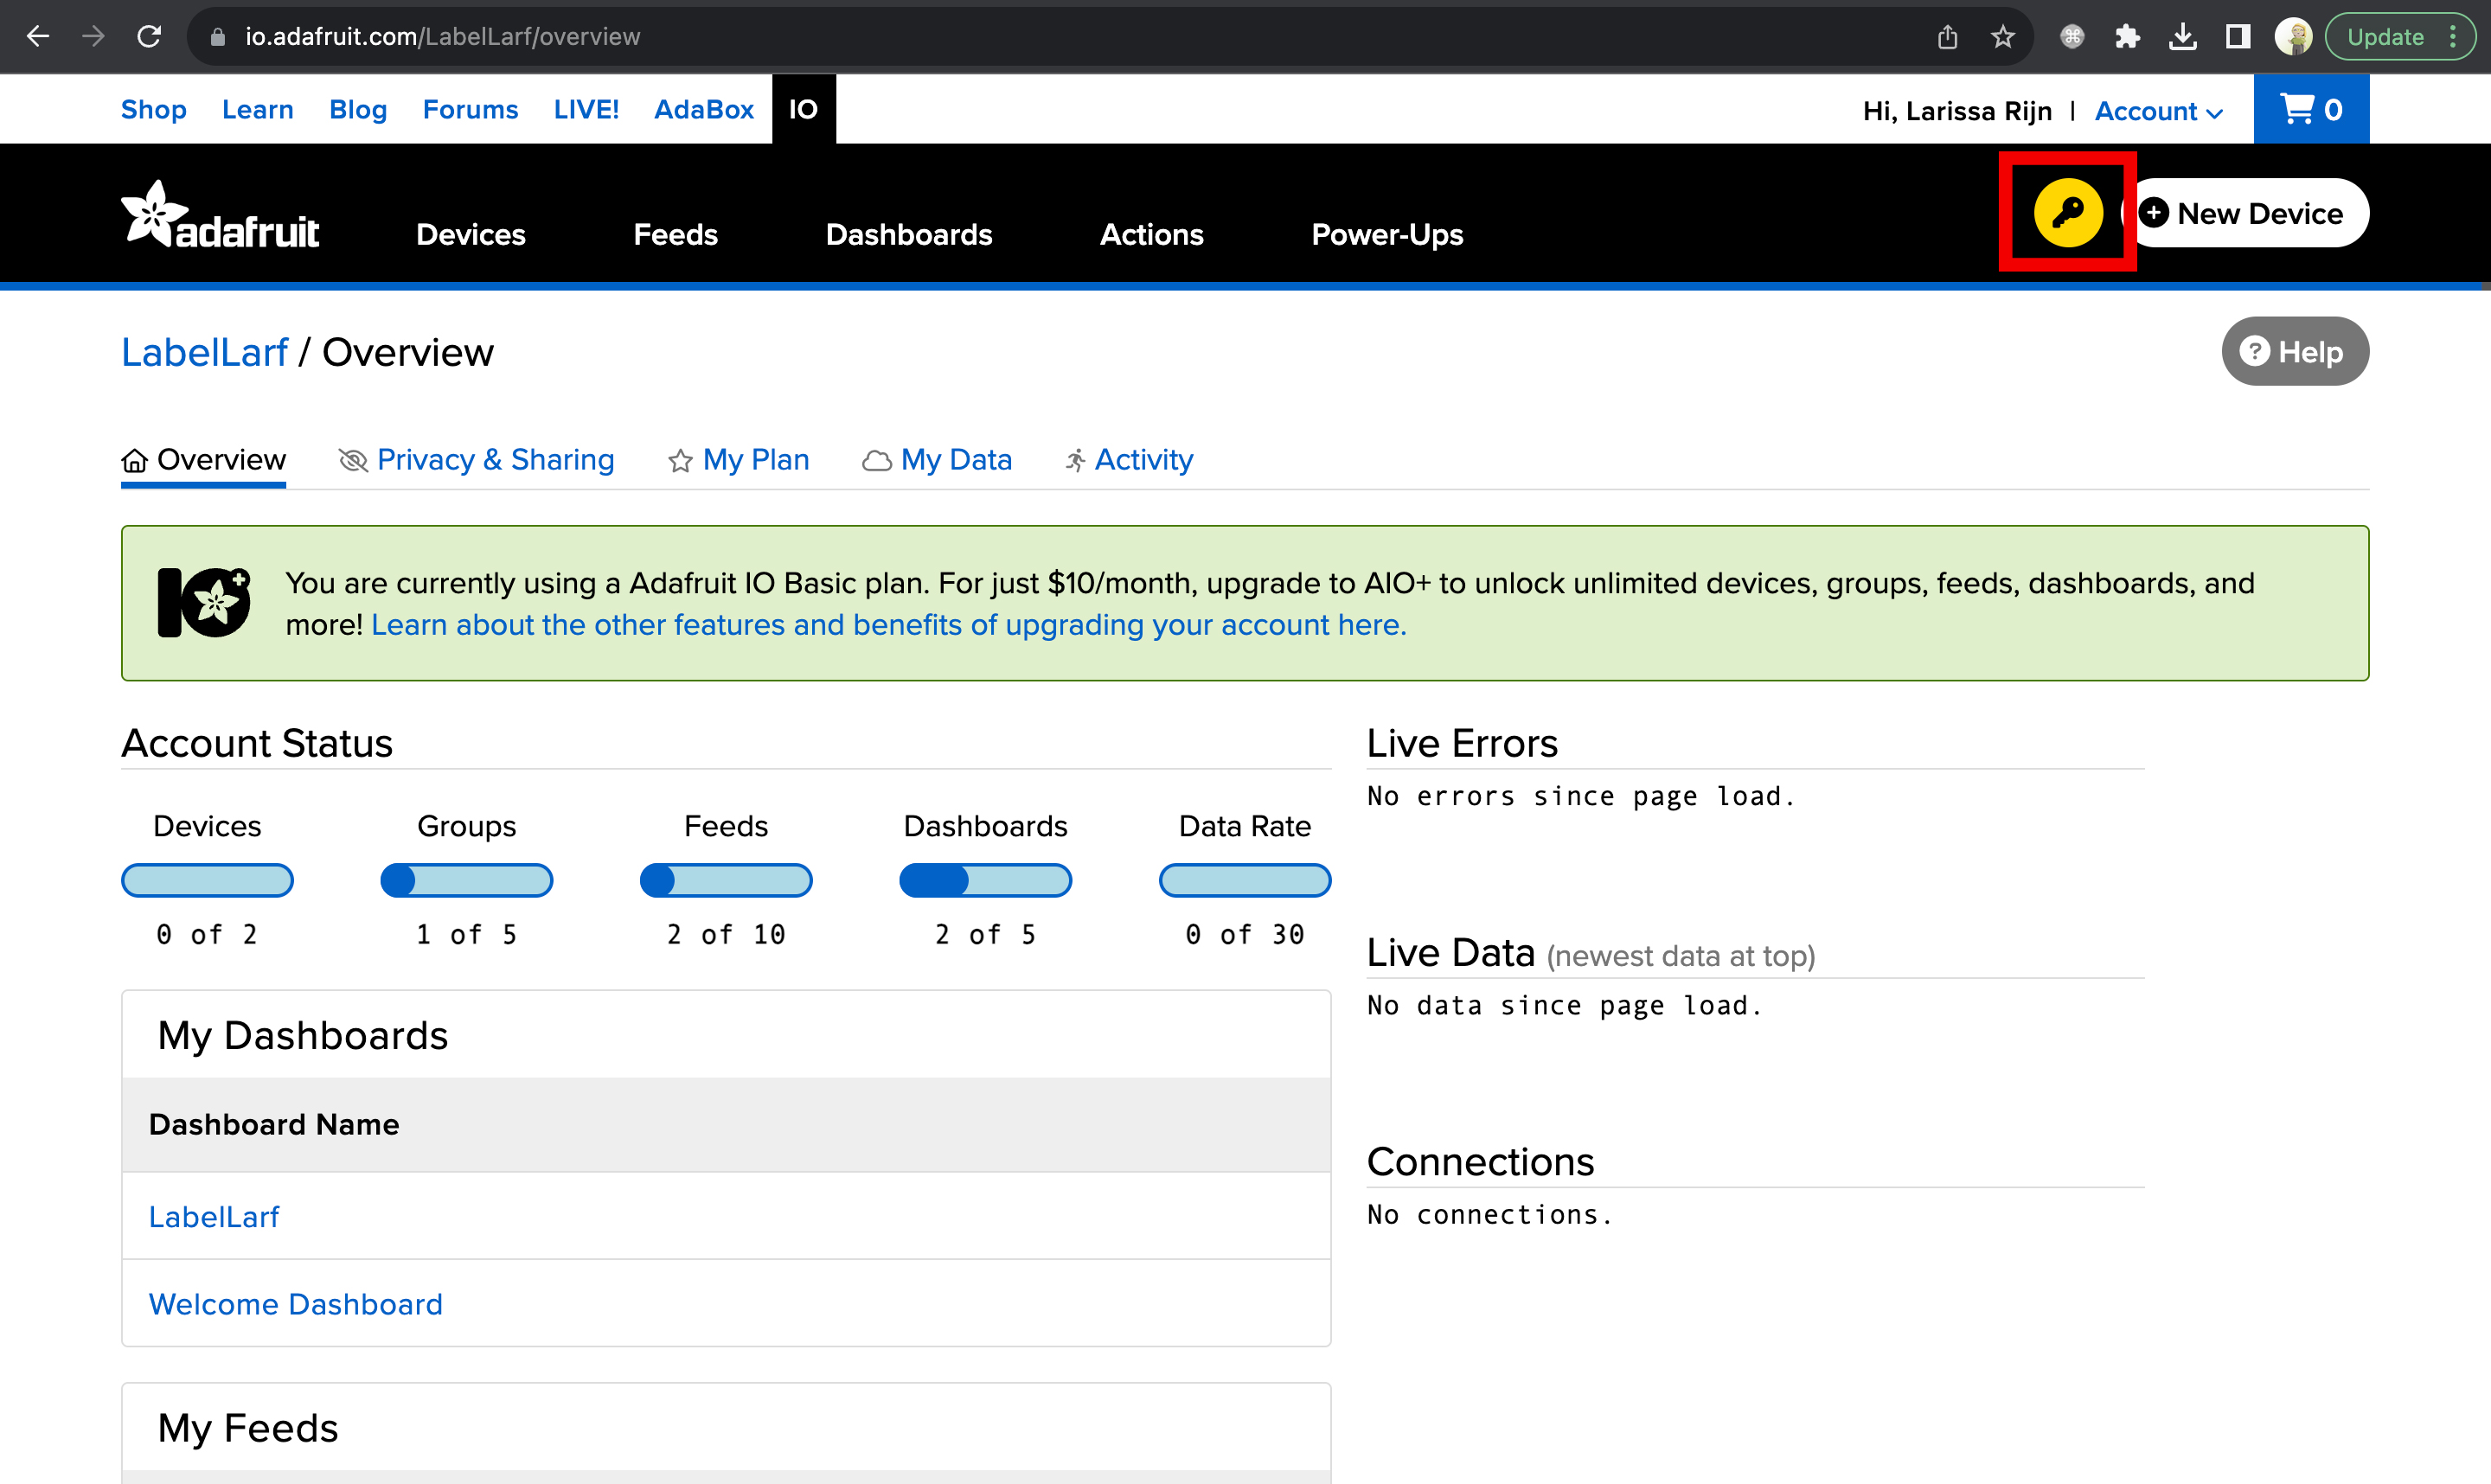 io.adafruit.com/LabelLarf/overview
Update
Shop Learn Blog Forums LIVE! AdaBox IO
Hi, Larissa Rijn | Account
0
adafruit
Devices Feeds Dashboards Actions Power-Ups
New Device
LabelLarf / Overview
Help
Overview Privacy & Sharing My Plan My Data Activity
You are currently using a Adafruit IO Basic plan. For just $10/month, upgrade to AIO+ to unlock unlimited devices, groups, feeds, dashboards, and
more! Learn about the other features and benefits of upgrading your account here.
Account Status
Devices Groups Feeds Dashboards Data Rate
0 of 2 1 of 5 2 of 10 2 of 5 0 of 30
My Dashboards
Dashboard Name
LabelLarf
Welcome Dashboard
My Feeds
Live Errors
No errors since page load.
Live Data (newest data at top)
No data since page load.
Connections
No connections.